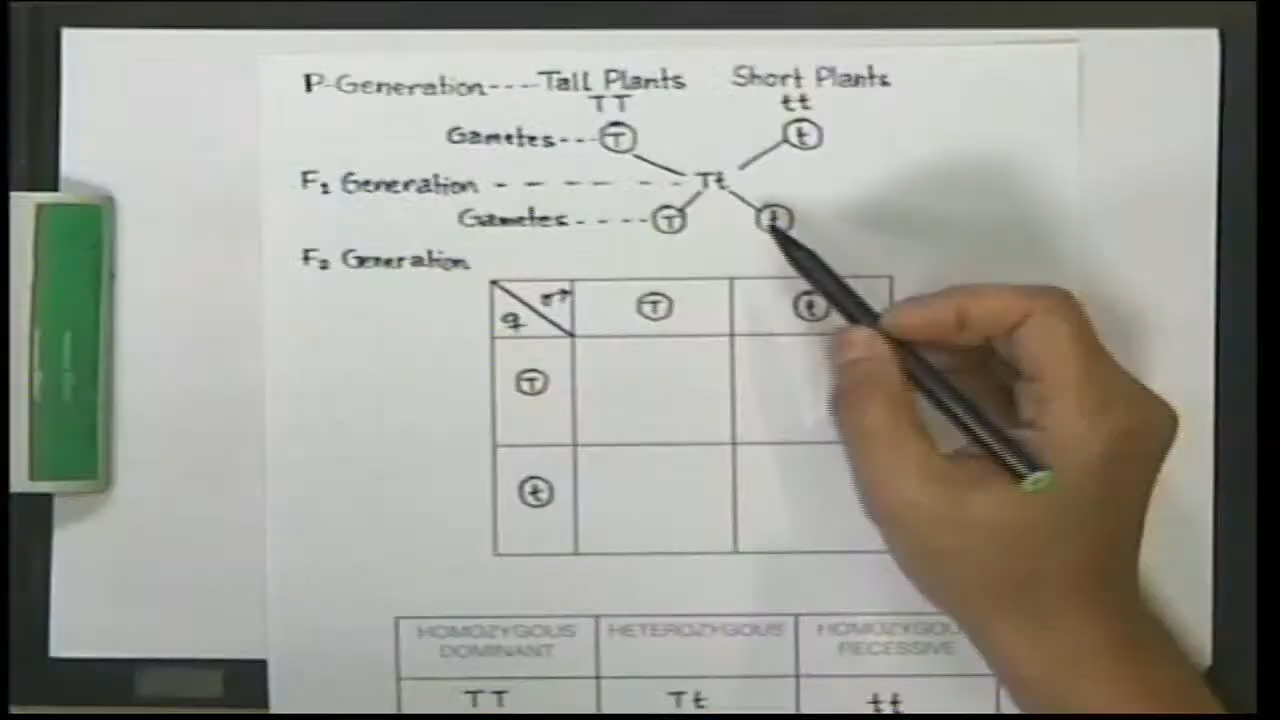 P-Generation---- Tall Plants Short Plants
TT tt
Gametes--- T t
F₁ Generation - - - - - - Tt
Gametes----- T t
F₂ Generation
♀ ♂ T t
T
t
HOMOZYGOUS DOMINANT HETEROZYGOUS RECESSIVE
TT Tt tt